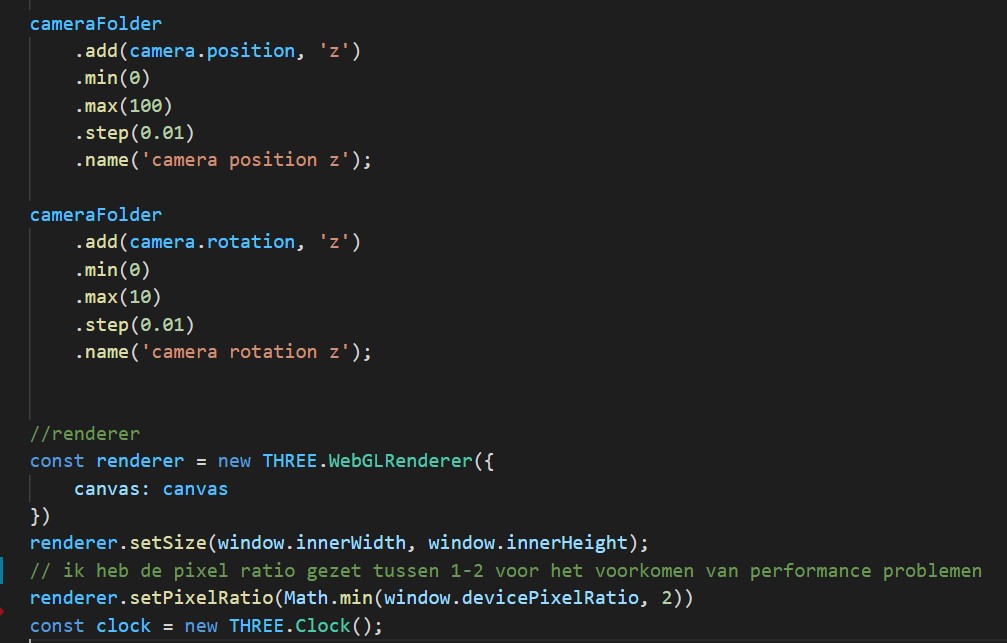 cameraFolder
.add(camera.position, 'z')
.min(0)
.max(100)
.step(0.01)
.name('camera position z');
cameraFolder
.add(camera.rotation, 'z')
.min(0)
.max(10)
.step(0.01)
.name('camera rotation z');
//renderer
const renderer = new THREE.WebGLRenderer({
canvas: canvas
})
renderer.setSize(window.innerWidth, window.innerHeight);
// ik heb de pixel ratio gezet tussen 1-2 voor het voorkomen van performance problemen
renderer.setPixelRatio(Math.min(window.devicePixelRatio, 2))
const clock = new THREE.Clock();